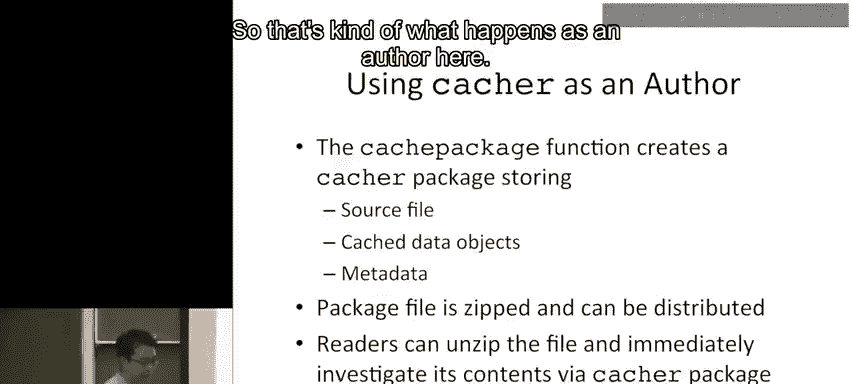 So that's kind of what happens as an
author here.
Using cacher as an Author
• The cachepackage function creates a
cacher package storing
– Source file
– Cached data objects
– Metadata
• Package file is zipped and can be distributed
• Readers can unzip the file and immediately
investigate its contents via cacher package